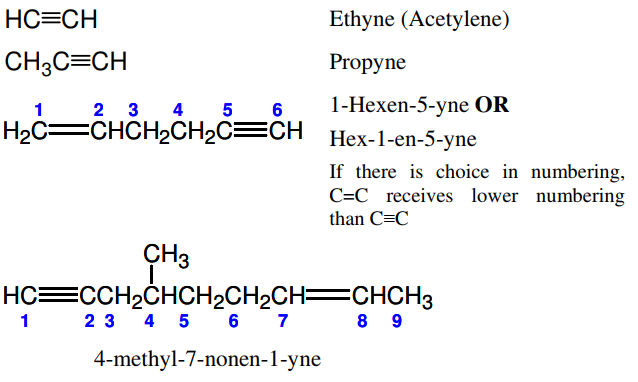 HC≡CH Ethyne (Acetylene)
CH₃C≡CH Propyne
1 2 3 4 5 6
H₂C=CHCH₂CH₂C≡CH
1-Hexen-5-yne OR
Hex-1-en-5-yne
If there is choice in numbering,
C=C receives lower numbering
than C≡C
CH₃
HC≡CCH₂CHCH₂CH₂CH=CHCH₃
1 2 3 4 5 6 7 8 9
4-methyl-7-nonen-1-yne